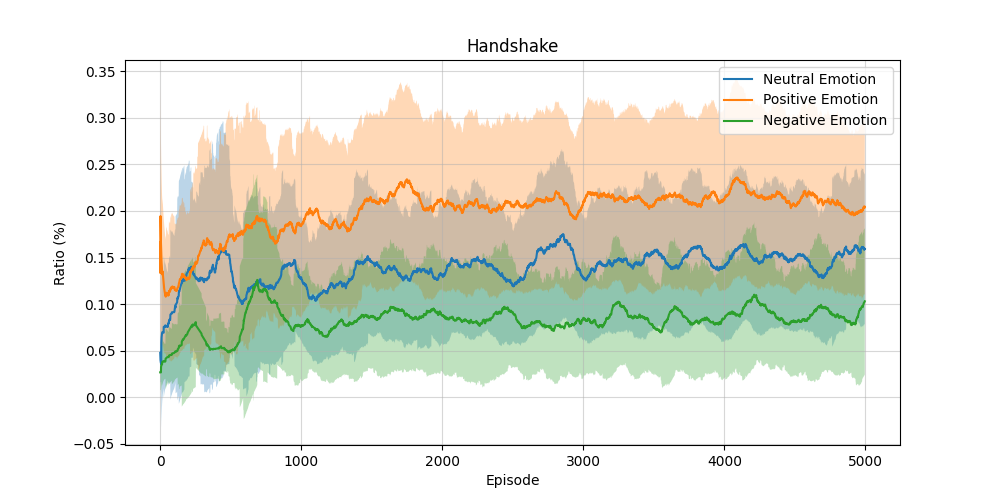 Handshake
Neutral Emotion
Positive Emotion
Negative Emotion
Ratio (%)
0.35
0.30
0.25
0.20
0.15
0.10
0.05
0.00
−0.05
0 1000 2000 3000 4000 5000
Episode